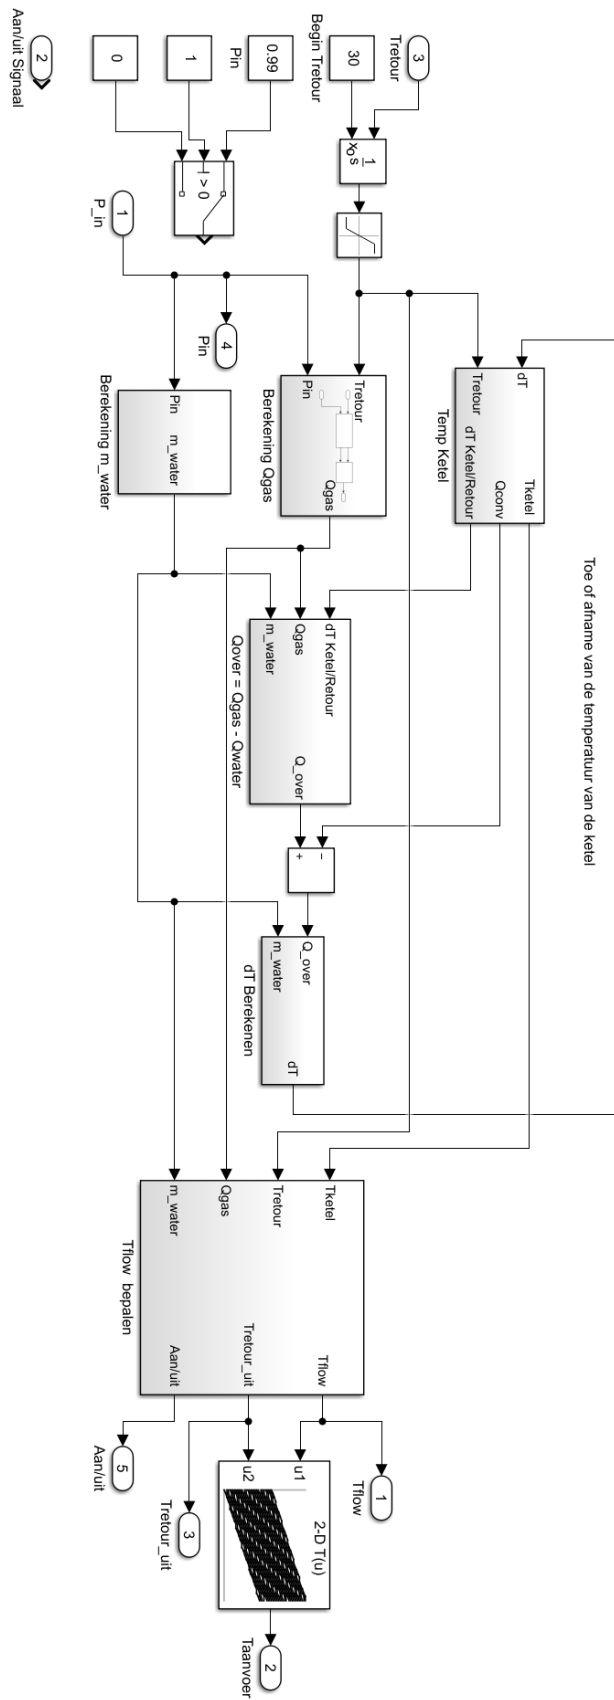 Toe of afname van de temperatuur van de ketel
3
Tretour
30
Begin Tretour
0.99
Pin
1
0
2
Aan/uit Signaal
1
s
xo
! > 0
1
P_in
4
Pin
dT
Tretour
Tketel
Qconv
dT Ketel/Retour
Temp Ketel
Tretour
Pin
Qgas
Berekening Qgas
Pin
m_water
Berekening m_water
dT Ketel/Retour
Qgas
m_water
Q_over
Qover = Qgas - Qwater
−
+
Q_over
m_water
dT
dT Berekenen
Tketel
Tretour
Qgas
m_water
Tflow
Tretour_uit
Aan/uit
Tflow bepalen
1
Tflow
u1
u2
2-D T(u)
2
Taanvoer
3
Tretour_uit
5
Aan/uit